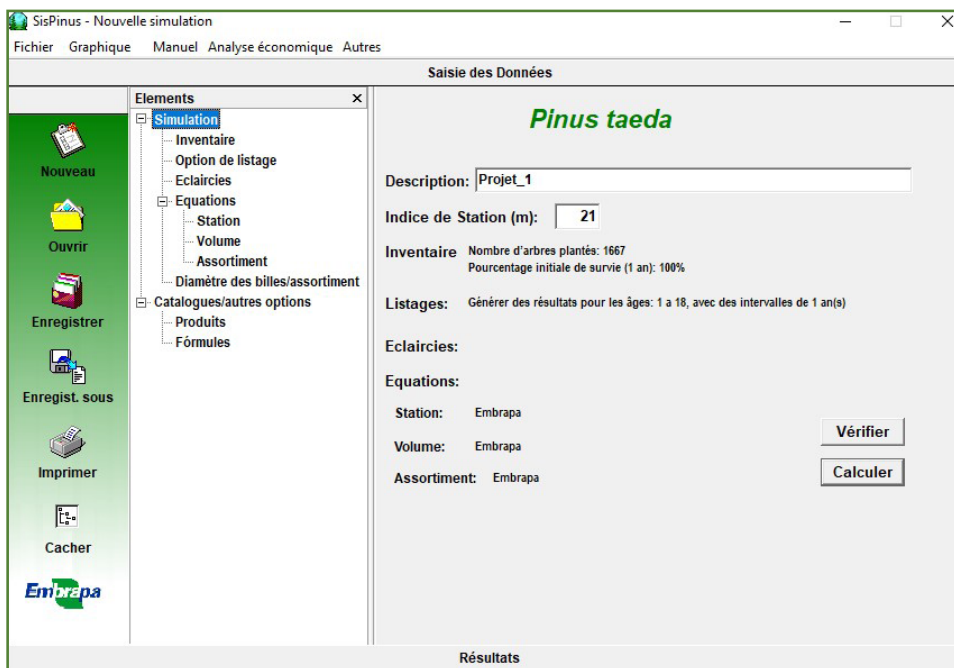 SisPinus - Nouvelle simulation
Fichier Graphique Manuel Analyse économique Autres
Saisie des Données
Nouveau
Ouvrir
Enregistrer
Enregist. sous
Imprimer
Cacher
Embrapa
Elements
Simulation
Inventaire
Option de listage
Eclaircies
Equations
Station
Volume
Assortiment
Diamètre des billes/assortiment
Catalogues/autres options
Produits
Fórmules
Pinus taeda
Description: Projet_1
Indice de Station (m): 21
Inventaire Nombre d'arbres plantés: 1667
Pourcentage initiale de survie (1 an): 100%
Listages: Générer des résultats pour les âges: 1 a 18, avec des intervalles de 1 an(s)
Eclaircies:
Equations:
Station: Embrapa
Volume: Embrapa
Assortiment: Embrapa
Vérifier
Calculer
Résultats